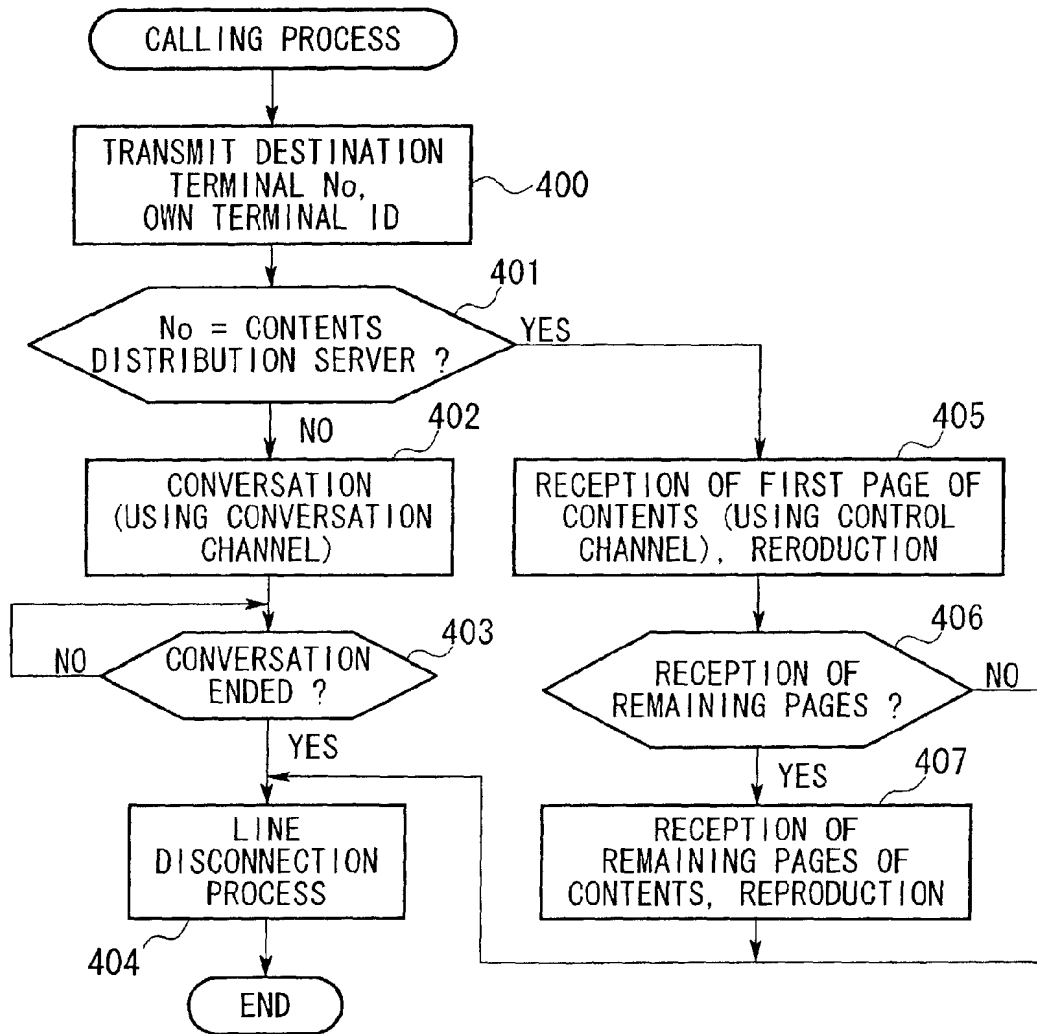 CALLING PROCESS
TRANSMIT DESTINATION
TERMINAL No,
OWN TERMINAL ID
400
401
No = CONTENTS
DISTRIBUTION SERVER ?
YES
NO
402
CONVERSATION
(USING CONVERSATION
CHANNEL)
405
RECEPTION OF FIRST PAGE OF
CONTENTS (USING CONTROL
CHANNEL), RERODUCTION
403
CONVERSATION
ENDED ?
NO
YES
406
RECEPTION OF
REMAINING PAGES ?
NO
YES
407
RECEPTION OF
REMAINING PAGES OF
CONTENTS, REPRODUCTION
LINE
DISCONNECTION
PROCESS
404
END